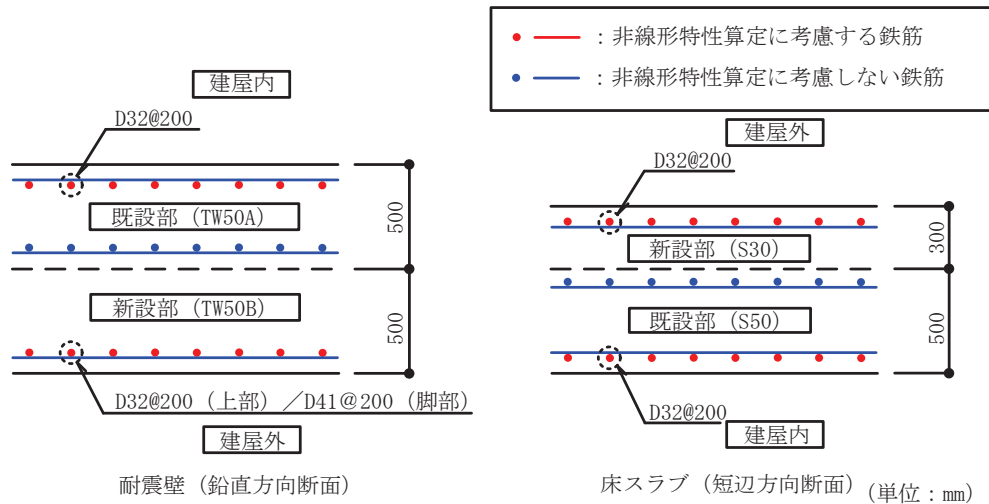 ：非線形特性算定に考慮する鉄筋
：非線形特性算定に考慮しない鉄筋
建屋内
D32@200
既設部（TW50A）
500
新設部（TW50B）
500
D32@200（上部）／D41＠200（脚部）
建屋外
耐震壁（鉛直方向断面）
建屋外
D32@200
新設部（S30）
300
既設部（S50）
500
D32@200
建屋内
床スラブ（短辺方向断面）
（単位：mm）